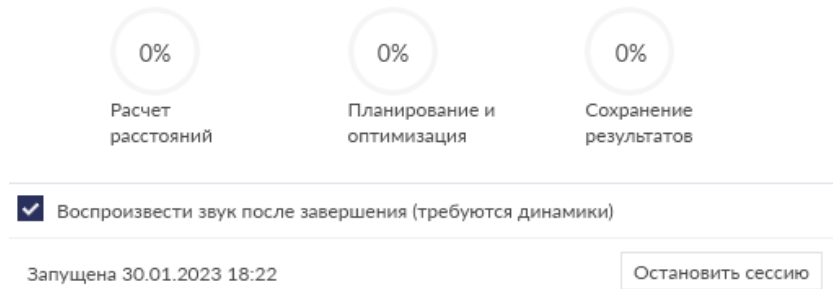 0% 0% 0%
Расчет Планирование и Сохранение
расстояний оптимизация результатов
Воспроизвести звук после завершения (требуются динамики)
Запущена 30.01.2023 18:22 Остановить сессию